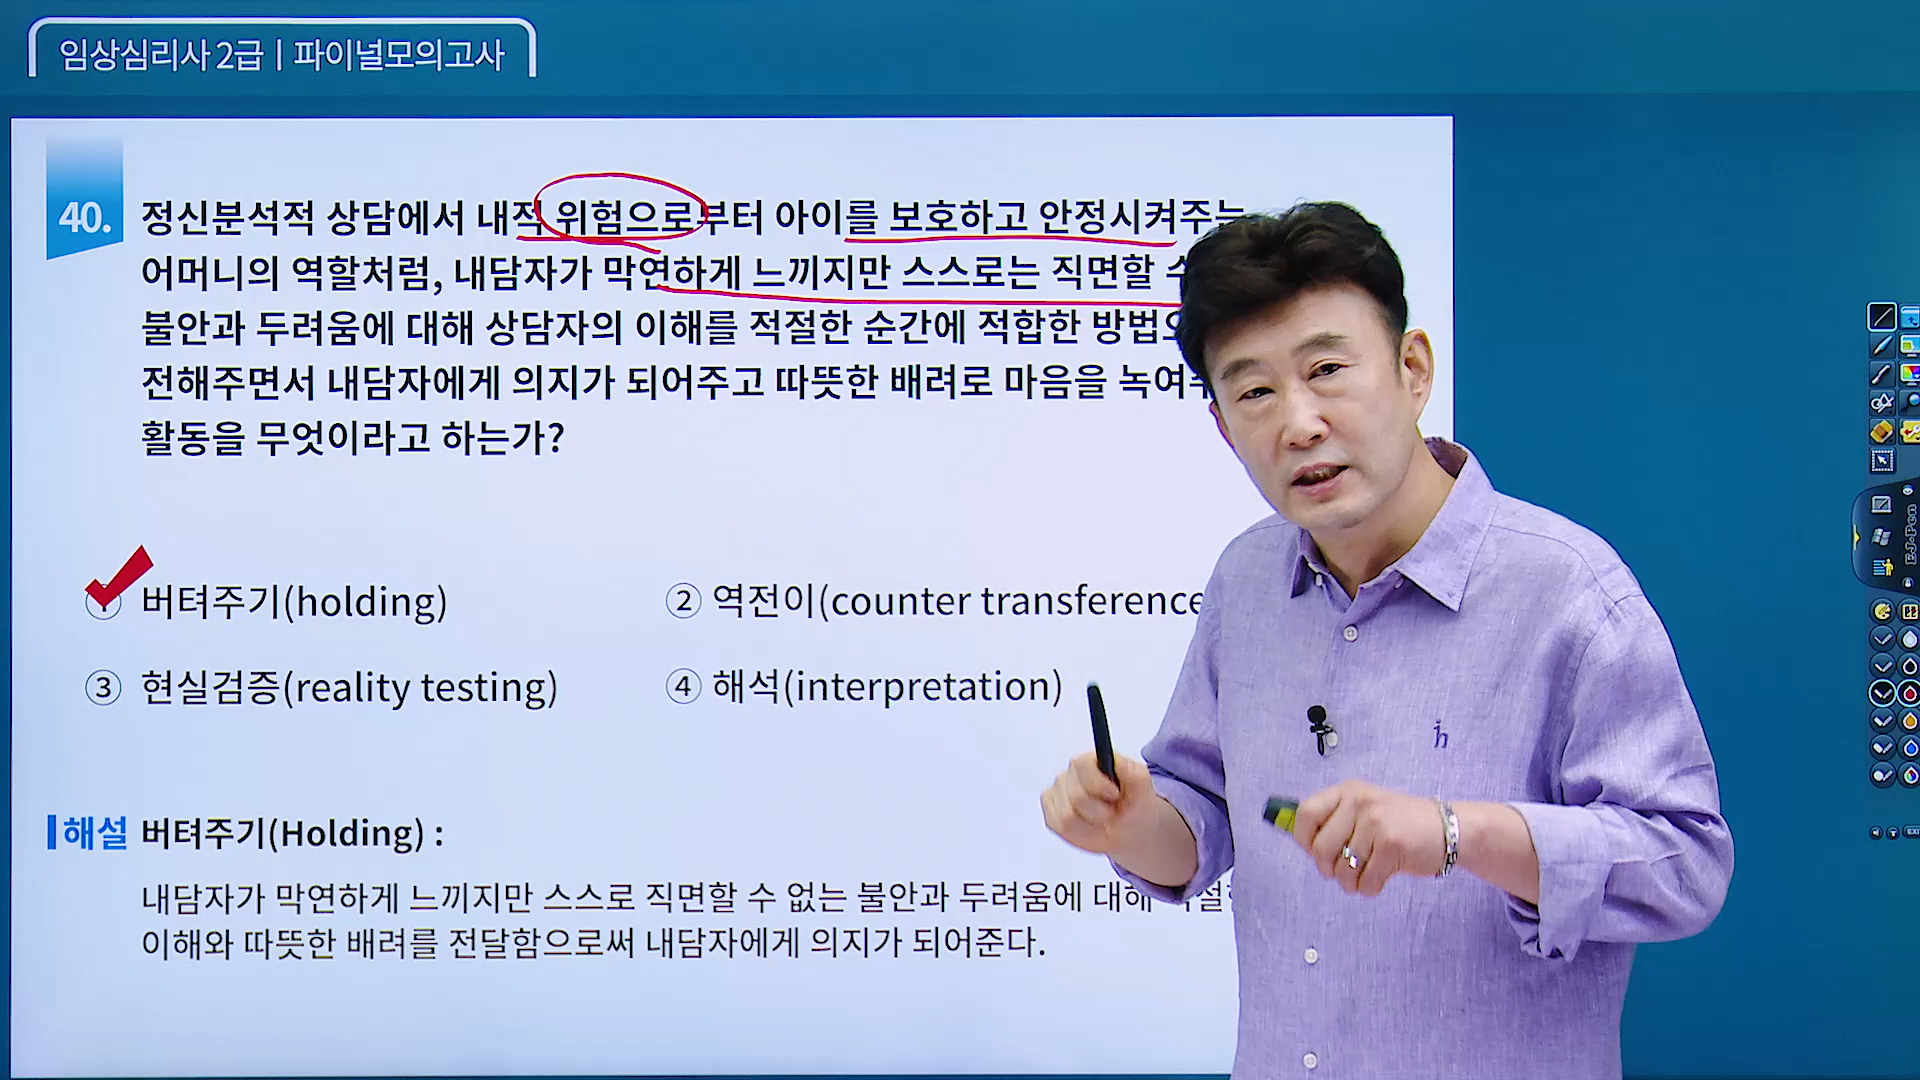 임상심리사 2급 | 파이널모의고사
40.
정신분석적 상담에서 내적 위험으로부터 아이를 보호하고 안정시켜주는
어머니의 역할처럼, 내담자가 막연하게 느끼지만 스스로는 직면할 수
불안과 두려움에 대해 상담자의 이해를 적절한 순간에 적합한 방법으
전해주면서 내담자에게 의지가 되어주고 따뜻한 배려로 마음을 녹여주
활동을 무엇이라고 하는가?
① 버텨주기(holding) ② 역전이(counter transference
③ 현실검증(reality testing) ④ 해석(interpretation)
해설 버텨주기(Holding) :
내담자가 막연하게 느끼지만 스스로 직면할 수 없는 불안과 두려움에 대해
이해와 따뜻한 배려를 전달함으로써 내담자에게 의지가 되어준다.
h
EJ-Pen
EXI